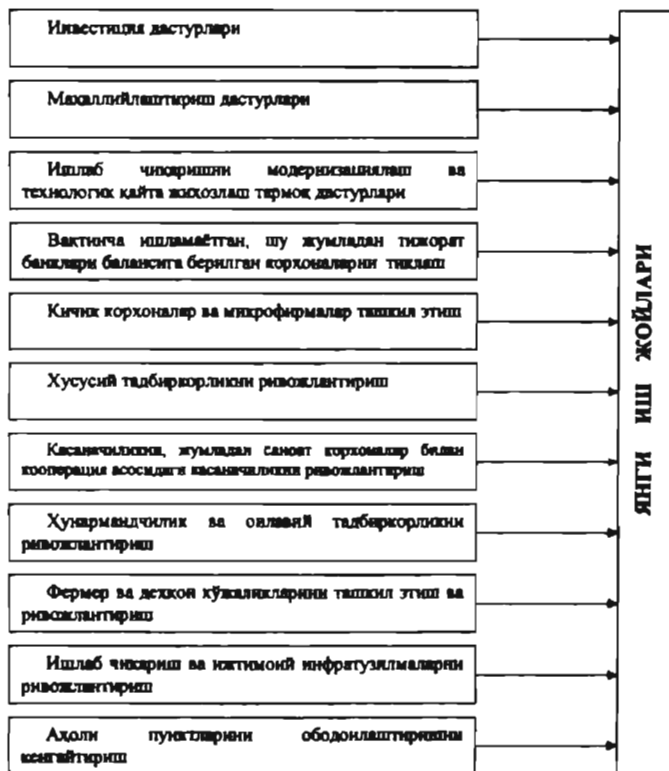 Инвестиция дастурлари
Маҳаллийлаштириш дастурлари
Ишлаб чиқаришни модернизациялаш ва
технологик қайта жиҳозлаш тармоқ дастурлари
Вақтинча ишламаётган, шу жумладан тижорат
банклари балансига берилган корхоналарни тиклаш
Кичик корхоналар ва микрофирмалар ташкил этиш
Хусусий тадбиркорликни ривожлантириш
Касаначиликни, жумладан саноат корхоналар билан
кооперация асосидаги касаначиликни ривожлантириш
Ҳунармандчилик ва оилавий тадбиркорликни
ривожлантириш
Фермер ва деҳқон хўжаликларини ташкил этиш ва
ривожлантириш
Ишлаб чиқариш ва ижтимоий инфратузилмаларни
ривожлантириш
Аҳоли пунктларини ободонлаштиришни
кенгайтириш
ЯНГИ ИШ ЖОЙЛАРИ